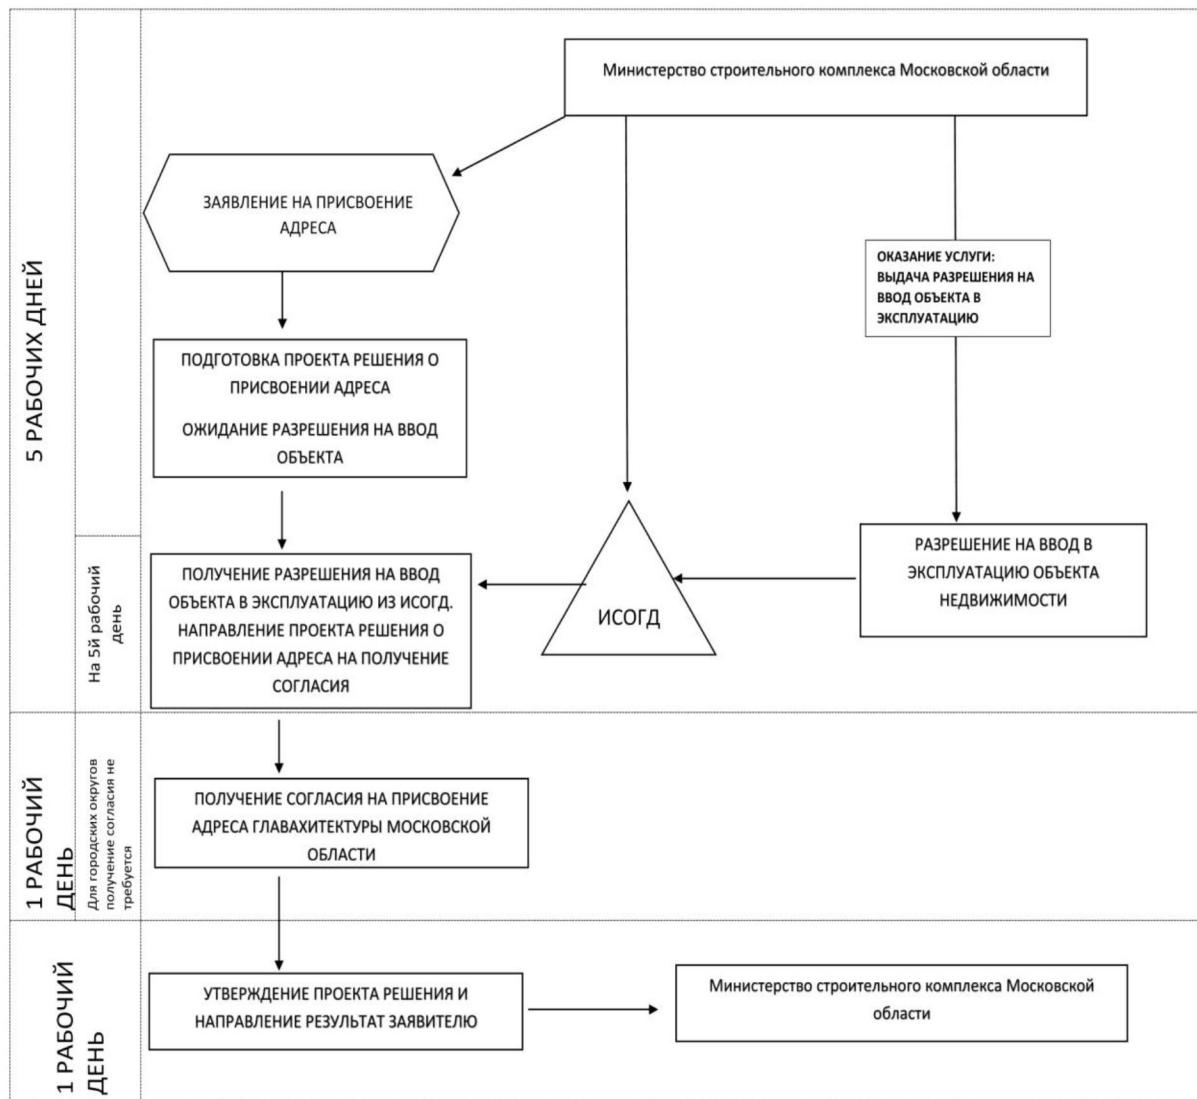 Министерство строительного комплекса Московской области
ЗАЯВЛЕНИЕ НА ПРИСВОЕНИЕ
АДРЕСА
ОКАЗАНИЕ УСЛУГИ:
ВЫДАЧА РАЗРЕШЕНИЯ НА
ВВОД ОБЪЕКТА В
ЭКСПЛУАТАЦИЮ
5 РАБОЧИХ ДНЕЙ
ПОДГОТОВКА ПРОЕКТА РЕШЕНИЯ О
ПРИСВОЕНИИ АДРЕСА
ОЖИДАНИЕ РАЗРЕШЕНИЯ НА ВВОД
ОБЪЕКТА
На 5й рабочий
день
ПОЛУЧЕНИЕ РАЗРЕШЕНИЯ НА ВВОД
ОБЪЕКТА В ЭКСПЛУАТАЦИЮ ИЗ ИСОГД.
НАПРАВЛЕНИЕ ПРОЕКТА РЕШЕНИЯ О
ПРИСВОЕНИИ АДРЕСА НА ПОЛУЧЕНИЕ
СОГЛАСИЯ
ИСОГД
РАЗРЕШЕНИЕ НА ВВОД В
ЭКСПЛУАТАЦИЮ ОБЪЕКТА
НЕДВИЖИМОСТИ
1 РАБОЧИЙ
ДЕНЬ
Для городских округов
получение согласия не
требуется
ПОЛУЧЕНИЕ СОГЛАСИЯ НА ПРИСВОЕНИЕ
АДРЕСА ГЛАВАХИТЕКТУРЫ МОСКОВСКОЙ
ОБЛАСТИ
1 РАБОЧИЙ
ДЕНЬ
УТВЕРЖДЕНИЕ ПРОЕКТА РЕШЕНИЯ И
НАПРАВЛЕНИЕ РЕЗУЛЬТАТ ЗАЯВИТЕЛЮ
Министерство строительного комплекса Московской
области